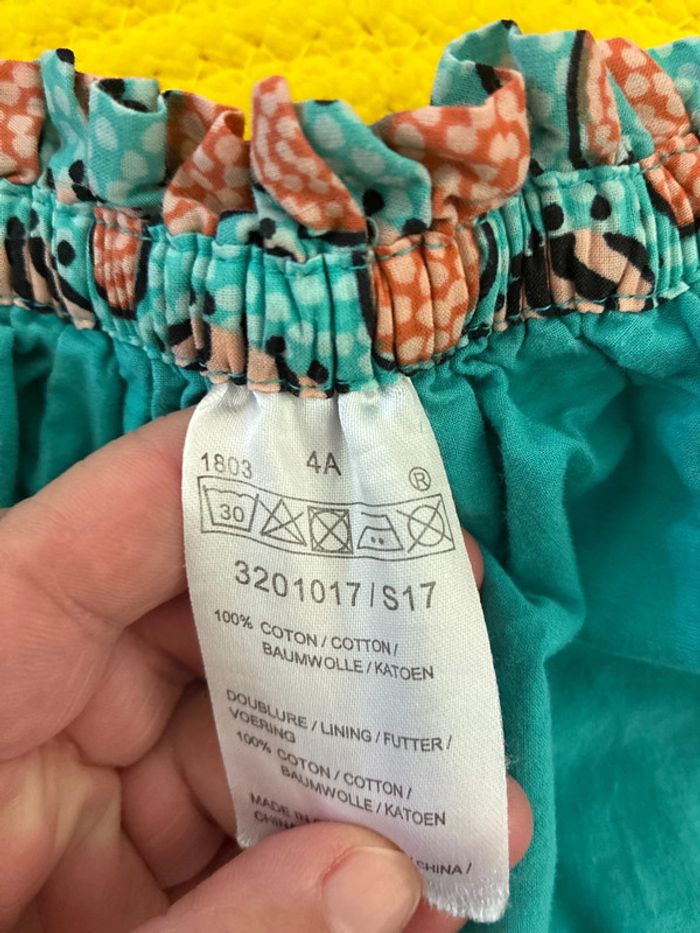 1803 4A
®
30
3201017/S17
100% COTON / COTTON /
BAUMWOLLE / KATOEN
DOUBLURE / LINING / FUTTER /
VOERING
100% COTON / COTTON /
BAUMWOLLE / KATOEN
MADE IN
CHINA /